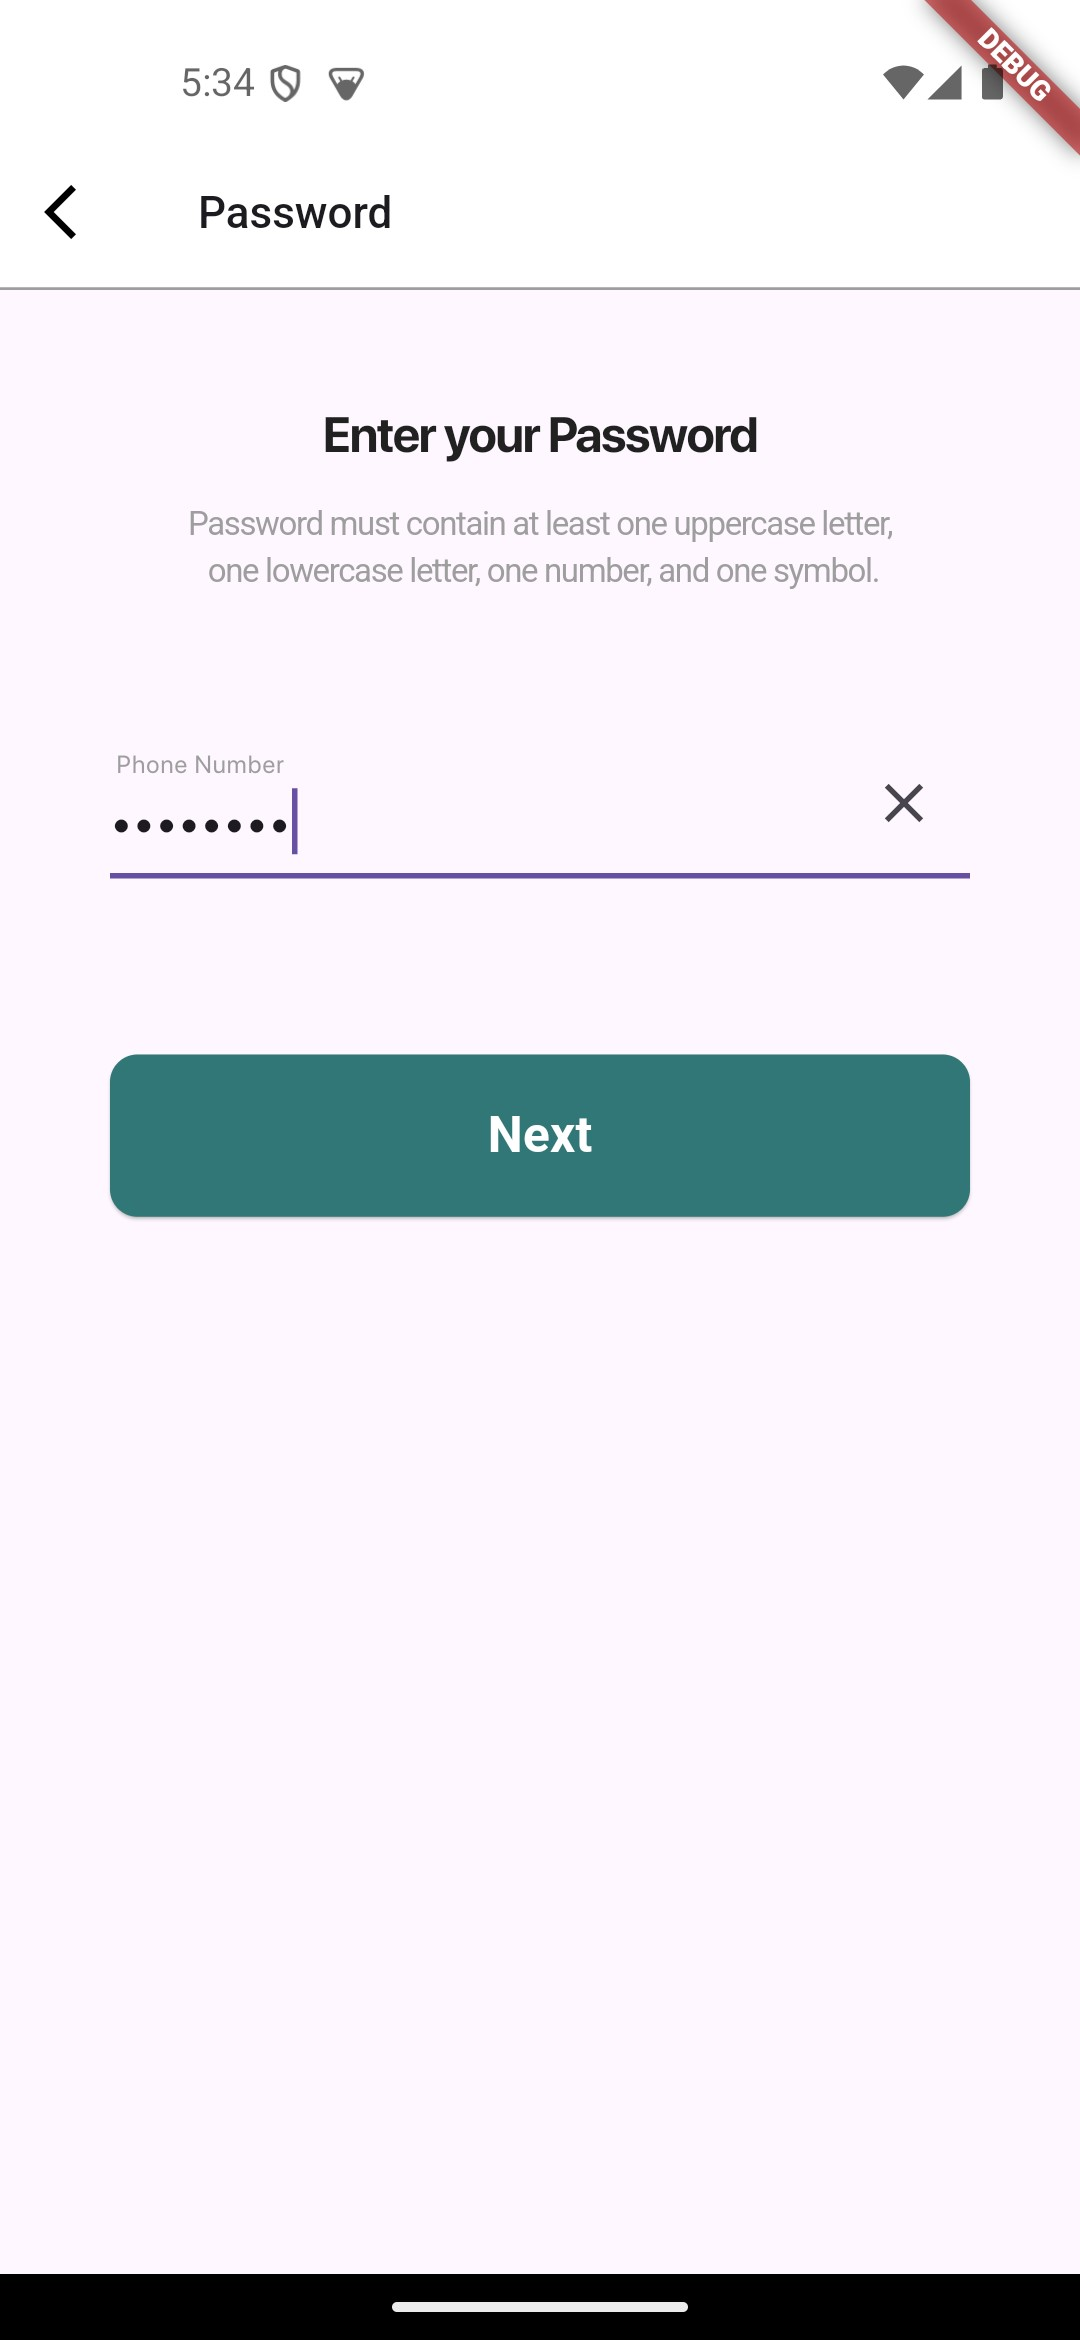 5:34
DEBUG
Password
Enter your Password
Password must contain at least one uppercase letter,
one lowercase letter, one number, and one symbol.
Phone Number
••••••••
Next